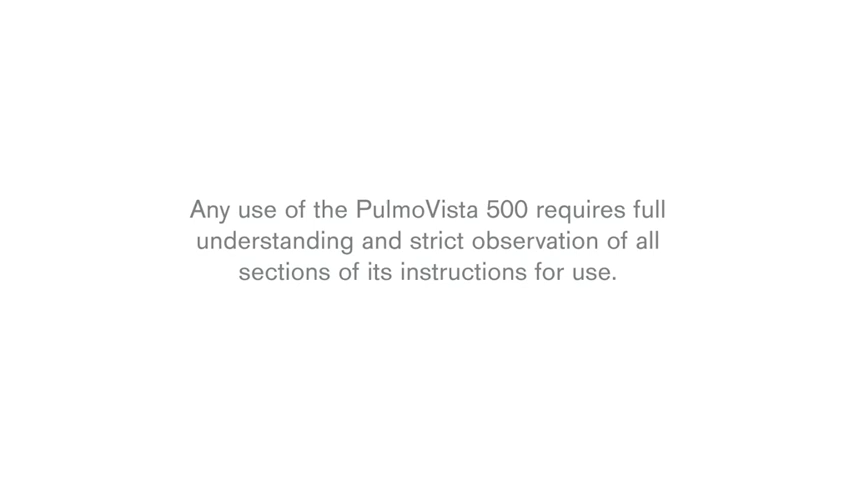 Any use of the PulmoVista 500 requires full
understanding and strict observation of all
sections of its instructions for use.